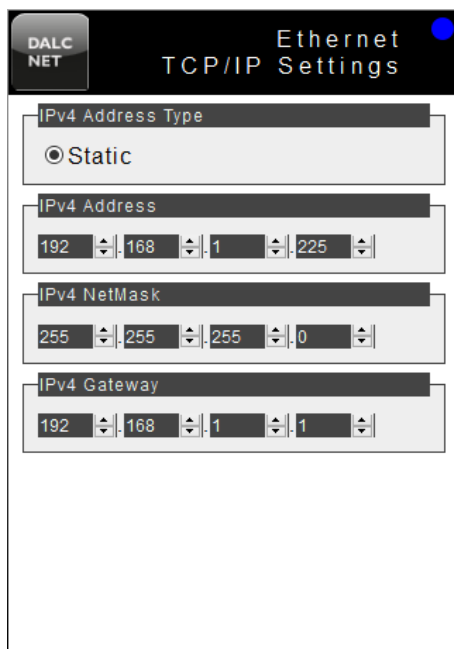 DALC
NET
Ethernet
TCP/IP Settings
IPv4 Address Type
Static
IPv4 Address
192 .168 .1 .225
IPv4 NetMask
255 .255 .255 .0
IPv4 Gateway
192 .168 .1 .1